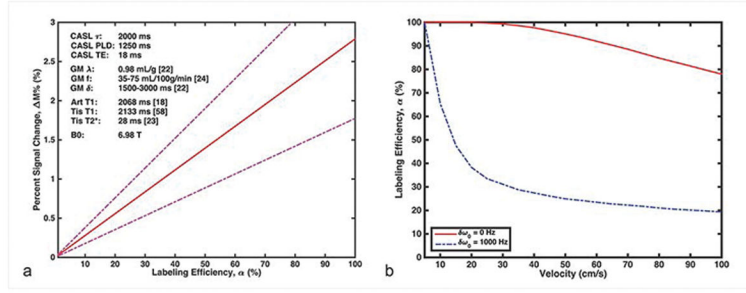 3
2.5
2
1.5
1
0.5
0
CASL τ: 2000 ms
CASL PLD: 1250 ms
CASL TE: 18 ms
GM λ: 0.98 mL/g [22]
GM f: 35-75 mL/100g/min [24]
GM δ: 1500-3000 ms [22]
Art T1: 2068 ms [18]
Tis T1: 2133 ms [58]
Tis T2*: 28 ms [23]
B0: 6.98 T
Percent Signal Change, ΔM% (%)
10 20 30 40 50 60 70 80 90 100
Labeling Efficiency, α (%)
a
100
90
80
70
60
50
40
30
20
10
0
Labeling Efficiency, α (%)
δω₀ = 0 Hz
δω₀ = 1000 Hz
10 20 30 40 50 60 70 80 90 100
Velocity (cm/s)
b